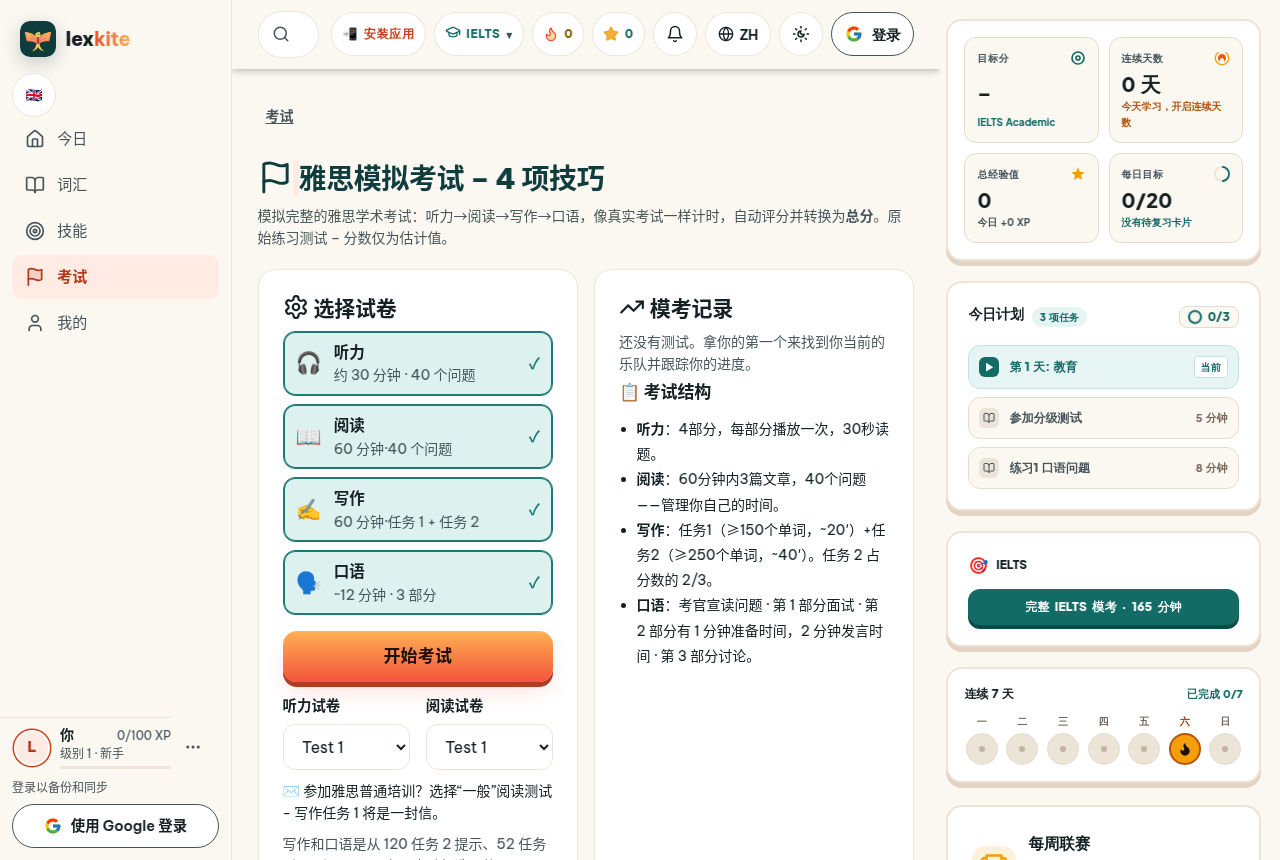 lexkite
今日
词汇
技能
考试
我的
你 0/100 XP
级别 1 · 新手
L
登录以备份和同步
使用 Google 登录
安装应用
IELTS ▾
0
0
ZH
登录
考试
雅思模拟考试 – 4 项技巧
模拟完整的雅思学术考试：听力→阅读→写作→口语，像真实考试一样计时，自动评分并转换为总分。原
始练习测试 – 分数仅为估计值。
选择试卷
听力
约 30 分钟 · 40 个问题
✓
阅读
60 分钟·40 个问题
✓
写作
60 分钟·任务 1 + 任务 2
✓
口语
~12 分钟 · 3 部分
✓
开始考试
听力试卷
阅读试卷
Test 1
Test 1
✉️ 参加雅思普通培训？选择“一般”阅读测试
– 写作任务 1 将是一封信。
写作和口语是从 120 任务 2 提示、52 任务
模考记录
还没有测试。拿你的第一个来找到你当前的
乐队并跟踪你的进度。
📋 考试结构
• 听力：4部分，每部分播放一次，30秒读
题。
• 阅读：60分钟内3篇文章，40个问题
——管理你自己的时间。
• 写作：任务1（≥150个单词，~20′）+任
务2（≥250个单词，~40′）。任务 2 占
分数的 2/3。
• 口语：考官宣读问题 · 第 1 部分面试 · 第
2 部分有 1 分钟准备时间，2 分钟发言时
间 · 第 3 部分讨论。
目标分
–
IELTS Academic
连续天数
0 天
今天学习，开启连续天
数
总经验值
0
今日 +0 XP
每日目标
0/20
没有待复习卡片
今日计划
3 项任务
0/3
第 1 天: 教育
当前
参加分级测试
5 分钟
练习1 口语问题
8 分钟
IELTS
完整 IELTS 模考 · 165 分钟
连续 7 天
已完成 0/7
一 二 三 四 五 六 日
每周联赛